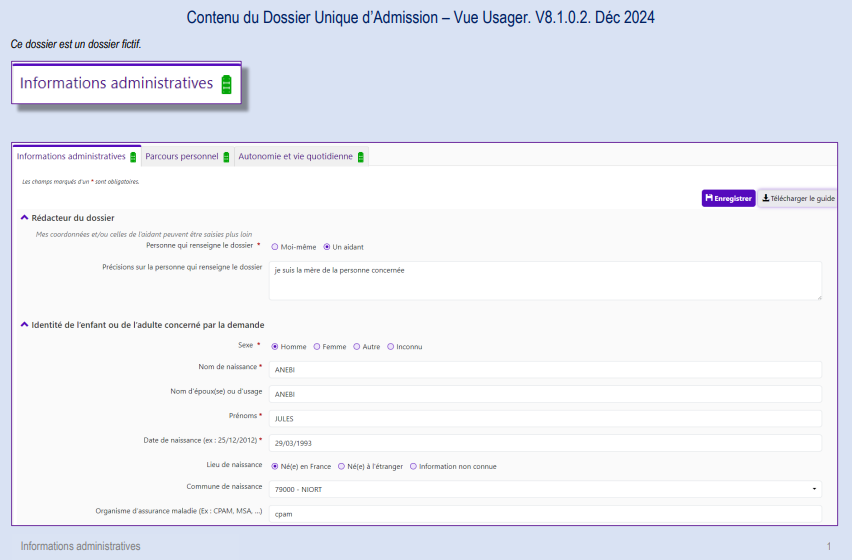 Contenu du Dossier Unique d'Admission – Vue Usager. V8.1.0.2. Déc 2024
Ce dossier est un dossier fictif.
Informations administratives
Informations administratives Parcours personnel Autonomie et vie quotidienne
Les champs marqués d'un * sont obligatoires.
Enregistrer Télécharger le guide
Rédacteur du dossier
Mes coordonnées et/ou celles de l'aidant peuvent être saisies plus loin
Personne qui renseigne le dossier * Moi-même Un aidant
Précisions sur la personne qui renseigne le dossier je suis la mère de la personne concernée
Identité de l'enfant ou de l'adulte concerné par la demande
Sexe * Homme Femme Autre Inconnu
Nom de naissance * ANEBI
Nom d'époux(se) ou d'usage ANEBI
Prénoms * JULES
Date de naissance (ex : 25/12/2012) * 29/03/1993
Lieu de naissance Né(e) en France Né(e) à l'étranger Information non connue
Commune de naissance 79000 - NIORT
Organisme d'assurance maladie (Ex : CPAM, MSA, ...) cpam
Informations administratives 1